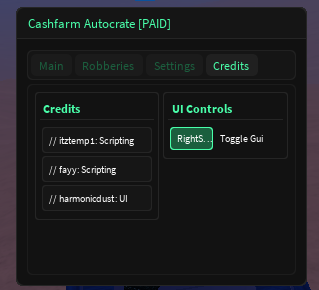 Cashfarm Autocrate [PAID]
Main Robberies Settings Credits
Credits
// itztemp1: Scripting
// fayy: Scripting
// harmonicdust: UI
UI Controls
RightS... Toggle Gui